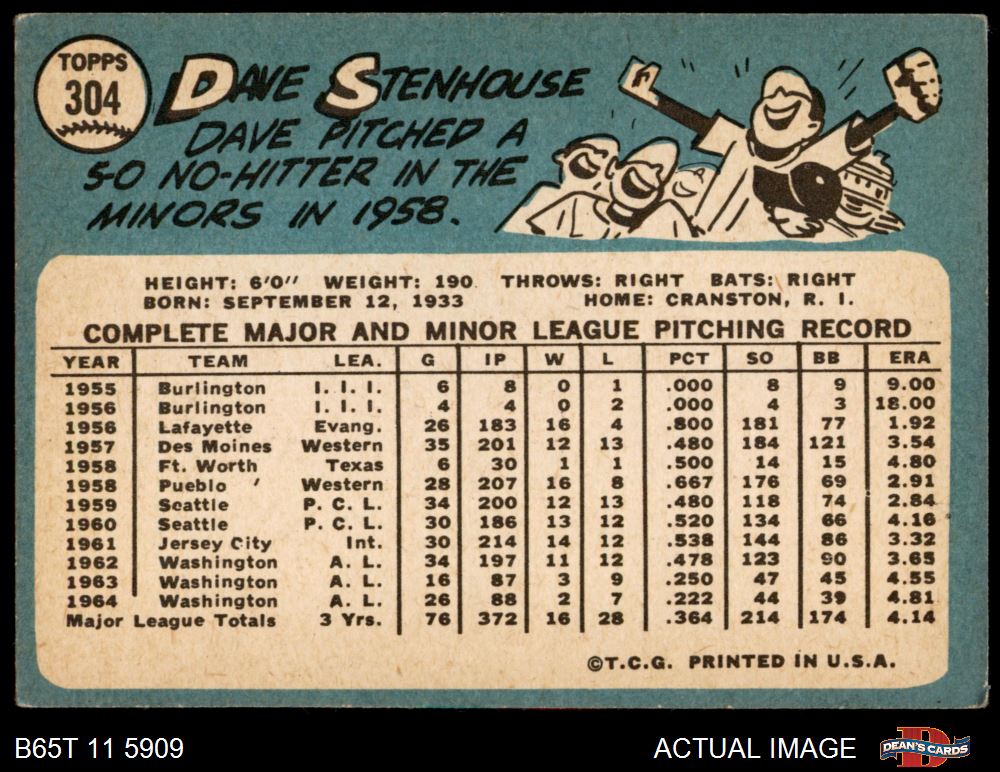 TOPPS
304
DAVE STENHOUSE
DAVE PITCHED A
5-0 NO-HITTER IN THE
MINORS IN 1958.
HEIGHT: 6'0" WEIGHT: 190 THROWS: RIGHT BATS: RIGHT
BORN: SEPTEMBER 12, 1933 HOME: CRANSTON, R. I.
COMPLETE MAJOR AND MINOR LEAGUE PITCHING RECORD
YEAR TEAM LEA. G IP W L PCT SO BB ERA
1955 Burlington I. I. I. 6 8 0 1 .000 8 9 9.00
1956 Burlington I. I. I. 4 4 0 2 .000 4 3 18.00
1956 Lafayette Evang. 26 183 16 4 .800 181 77 1.92
1957 Des Moines Western 35 201 12 13 .480 184 121 3.54
1958 Ft. Worth Texas 6 30 1 1 .500 14 15 4.80
1958 Pueblo Western 28 207 16 8 .667 176 69 2.91
1959 Seattle P. C. L. 34 200 12 13 .480 118 74 2.84
1960 Seattle P. C. L. 30 186 13 12 .520 134 66 4.16
1961 Jersey City Int. 30 214 14 12 .538 144 86 3.32
1962 Washington A. L. 34 197 11 12 .478 123 90 3.65
1963 Washington A. L. 16 87 3 9 .250 47 45 4.55
1964 Washington A. L. 26 88 2 7 .222 44 39 4.81
Major League Totals 3 Yrs. 76 372 16 28 .364 214 174 4.14
©T.C.G. PRINTED IN U.S.A.
B65T 11 5909 ACTUAL IMAGE DEAN'S CARDS